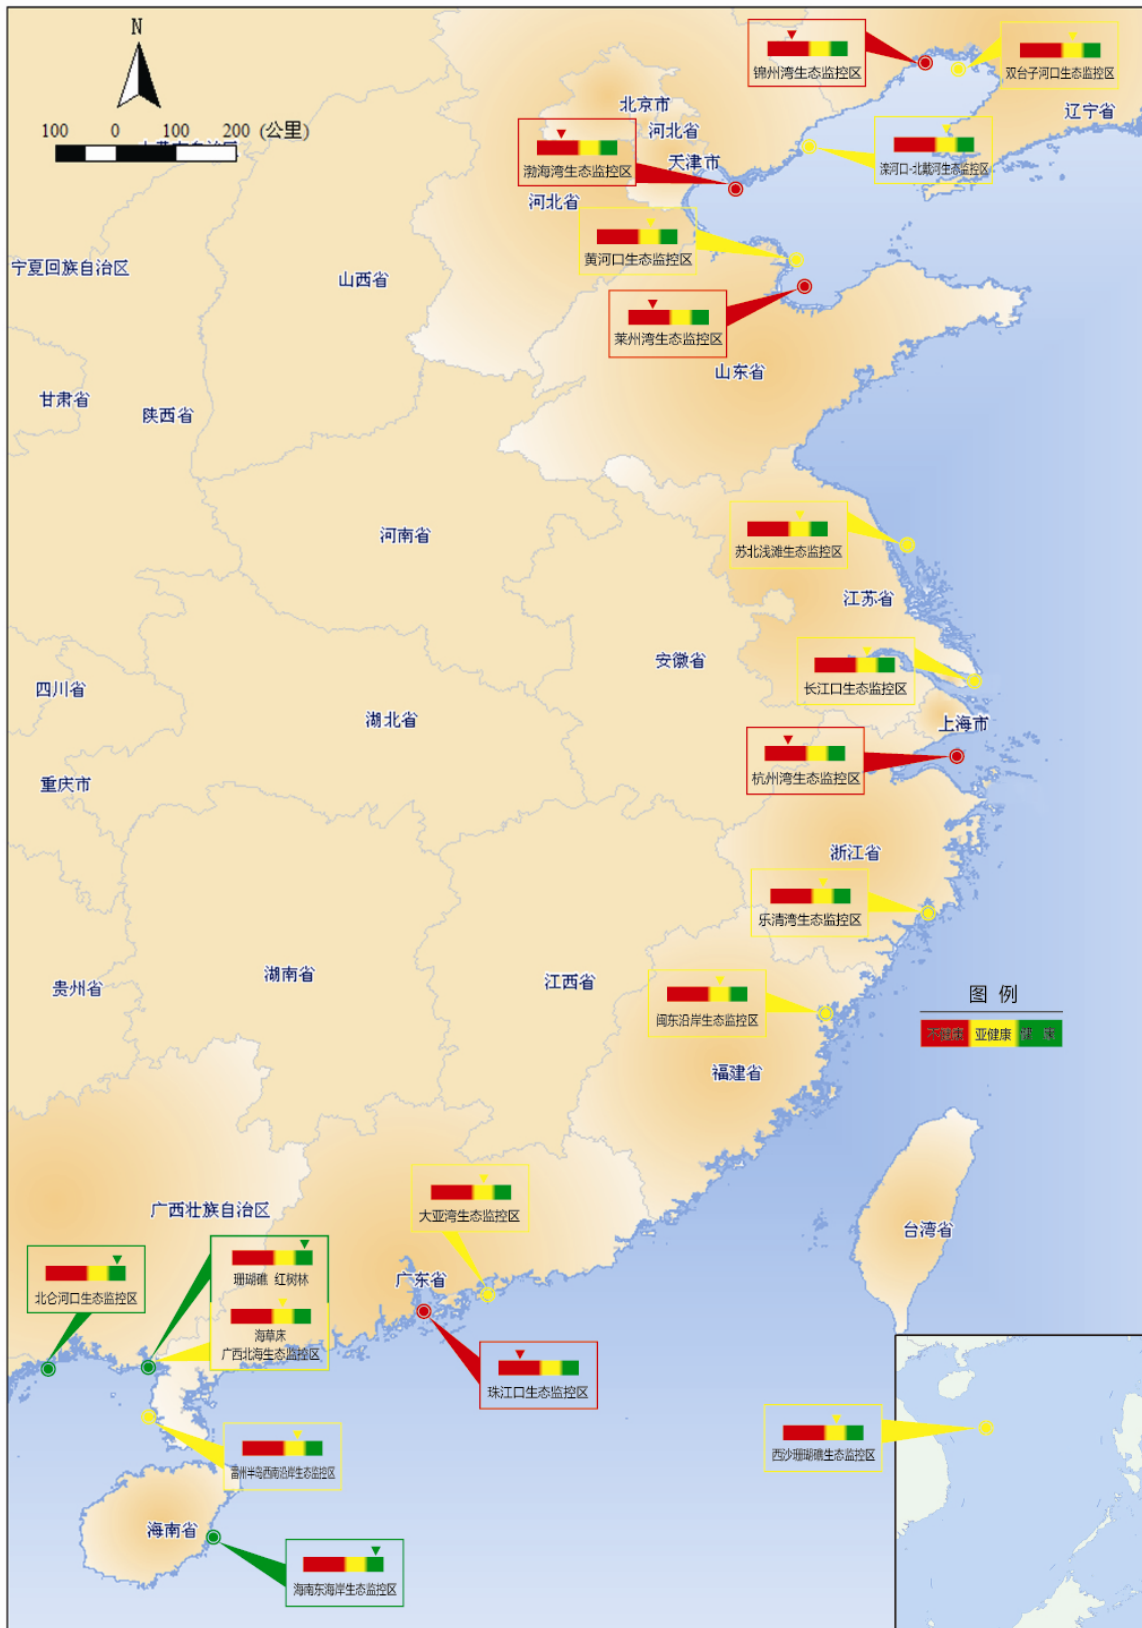 N
100 0 100 200 (公里)
锦州湾生态监控区
双台子河口生态监控区
北京市
河北省
辽宁省
天津市
渤海湾生态监控区
滦河口-北戴河生态监控区
河北省
黄河口生态监控区
宁夏回族自治区
山西省
莱州湾生态监控区
山东省
甘肃省
陕西省
河南省
苏北浅滩生态监控区
江苏省
安徽省
四川省
长江口生态监控区
湖北省
上海市
重庆市
杭州湾生态监控区
浙江省
乐清湾生态监控区
湖南省
江西省
贵州省
闽东沿岸生态监控区
图 例
不健康 亚健康 健 康
福建省
广西壮族自治区
大亚湾生态监控区
台湾省
珊瑚礁 红树林
北仑河口生态监控区
广东省
海草床
广西北海生态监控区
珠江口生态监控区
西沙珊瑚礁生态监控区
雷州半岛西南沿岸生态监控区
海南省
海南东海岸生态监控区